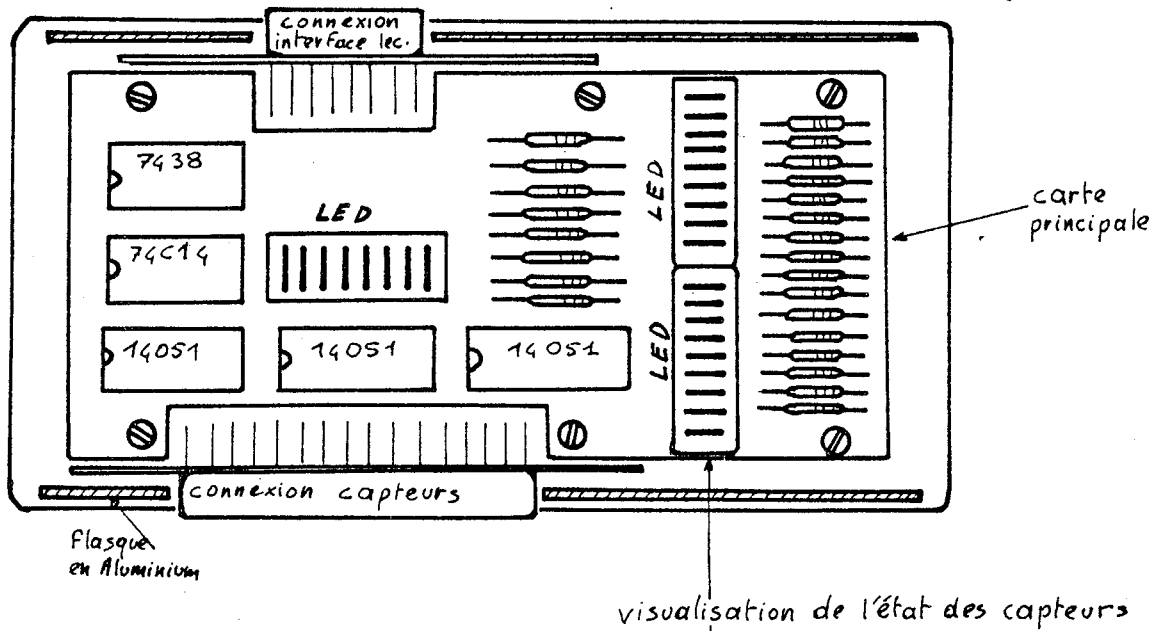 connexion
interface lec.
7438
LED
LED
carte
principale
74C14
14051
14051
14051
LED
connexion capteurs
Flasque
en Aluminium
visualisation de l'état des capteurs